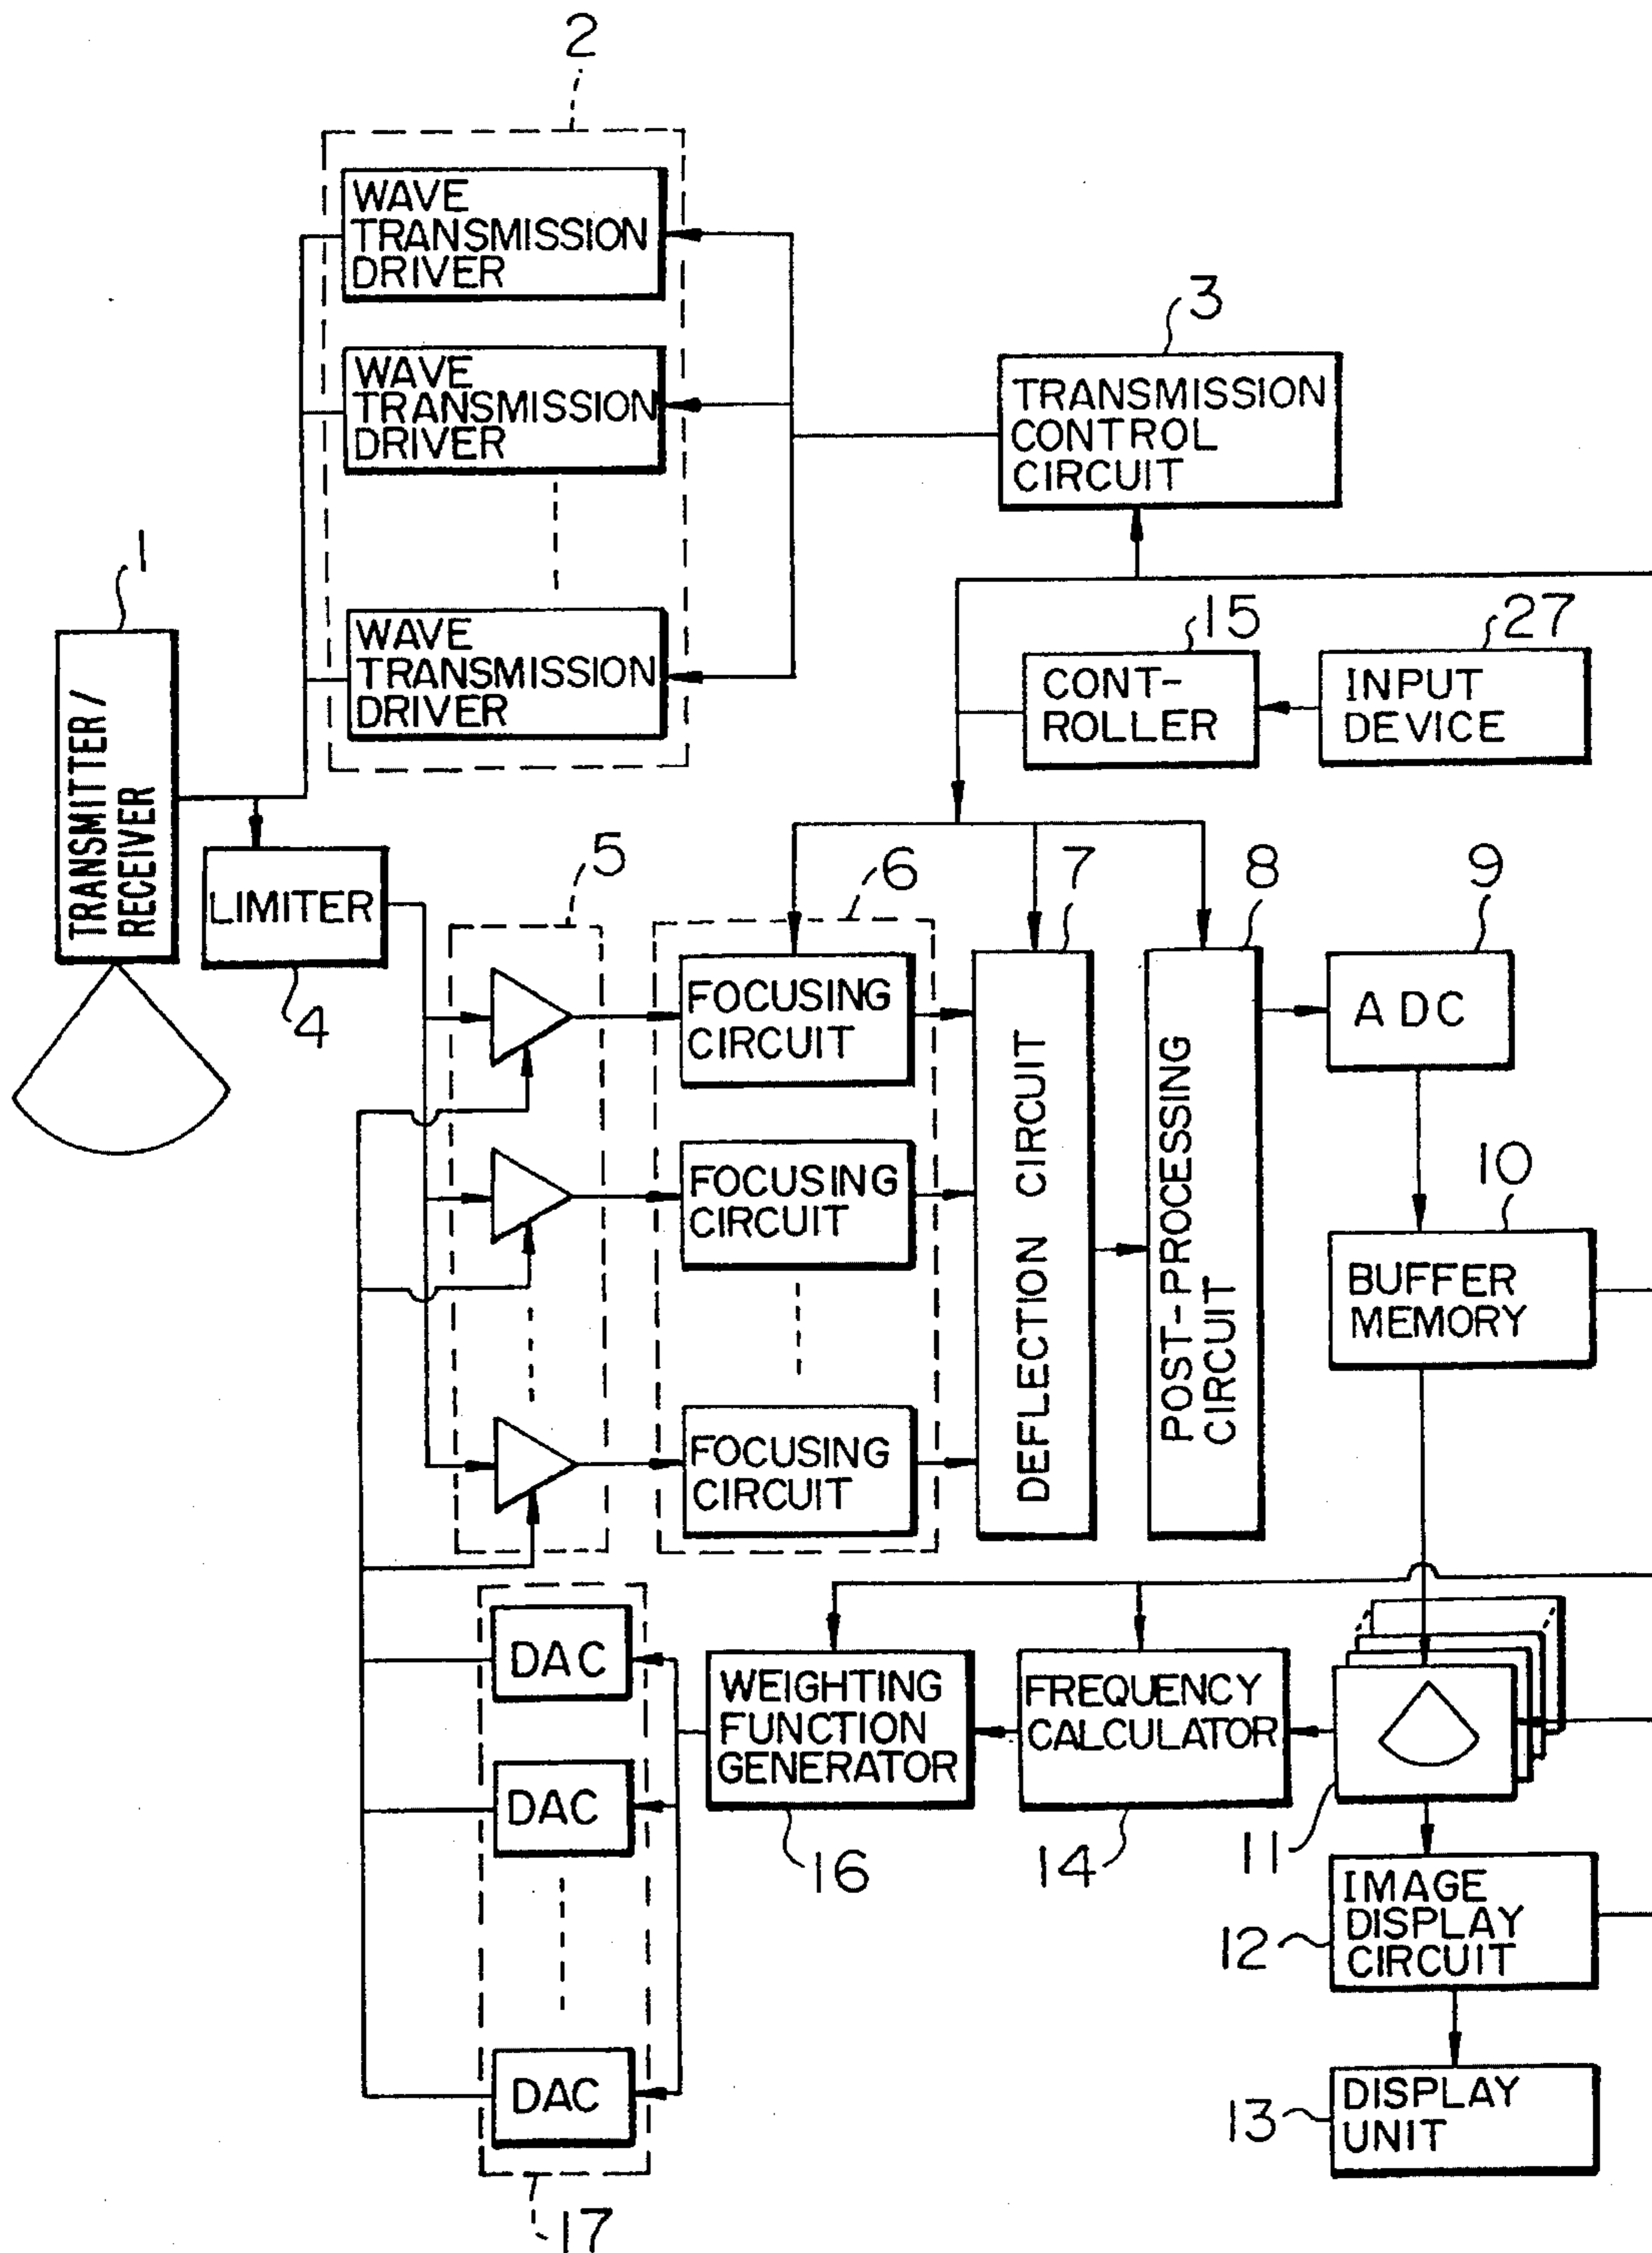 2
WAVE
TRANSMISSION
DRIVER
WAVE
TRANSMISSION
DRIVER
WAVE
TRANSMISSION
DRIVER
3
TRANSMISSION
CONTROL
CIRCUIT
1
TRANSMITTER/
RECEIVER
15
CONT-
ROLLER
27
INPUT
DEVICE
LIMITER
4
5
6
FOCUSING
CIRCUIT
FOCUSING
CIRCUIT
FOCUSING
CIRCUIT
7
DEFLECTION CIRCUIT
8
POST-PROCESSING
CIRCUIT
9
ADC
10
BUFFER
MEMORY
DAC
DAC
DAC
17
WEIGHTING
FUNCTION
GENERATOR
16
FREQUENCY
CALCULATOR
14
11
IMAGE
DISPLAY
CIRCUIT
12
DISPLAY
UNIT
13